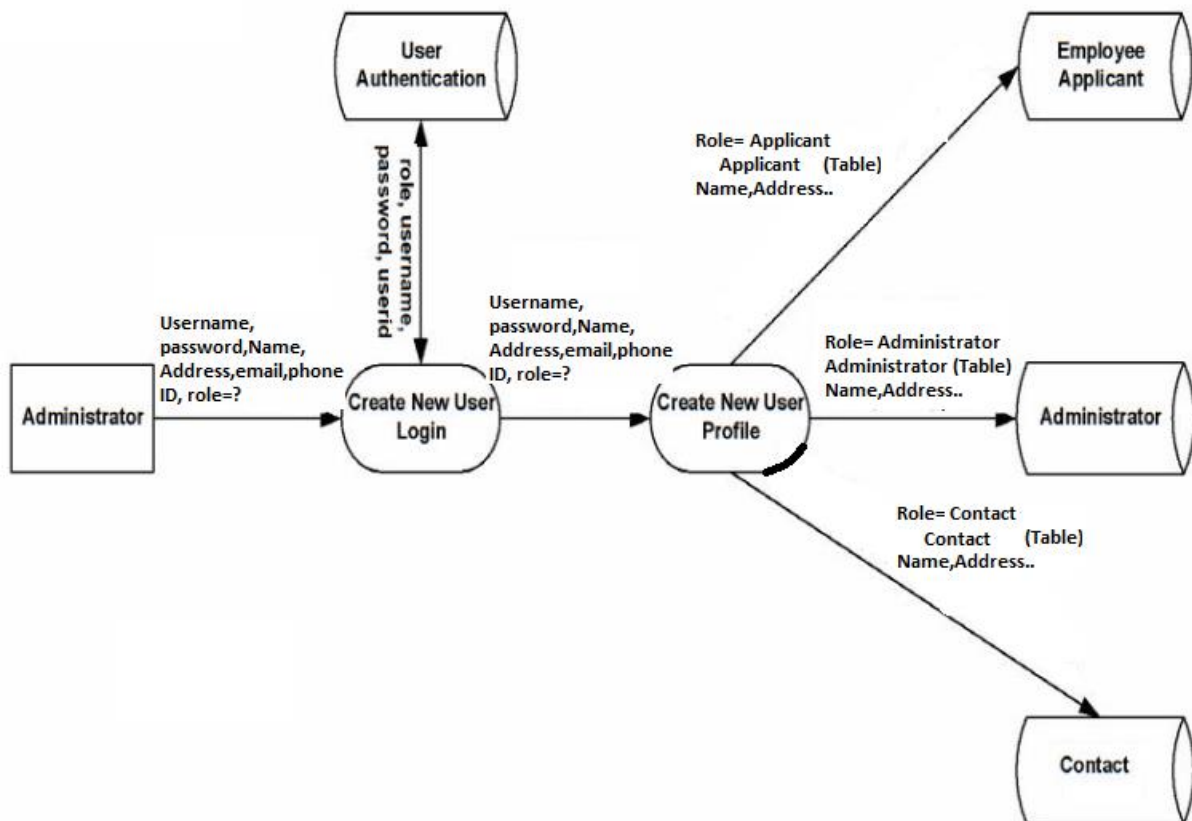 User
Authentication
Employee
Applicant
Role= Applicant
Applicant (Table)
Name,Address..
role, username,
password, userid
Username,
password,Name,
Address,email,phone
ID, role=?
Username,
password,Name,
Address,email,phone
ID, role=?
Role= Administrator
Administrator (Table)
Name,Address..
Administrator
Create New User
Login
Create New User
Profile
Administrator
Role= Contact
Contact (Table)
Name,Address..
Contact